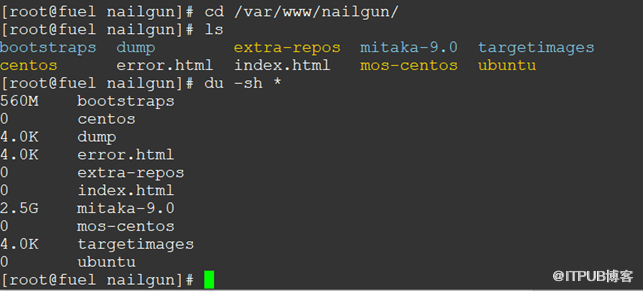 [root@fuel nailgun]# cd /var/www/nailgun/
[root@fuel nailgun]# ls
bootstraps dump extra-repos mitaka-9.0 targetimages
centos error.html index.html mos-centos ubuntu
[root@fuel nailgun]# du -sh *
560M bootstraps
0 centos
4.0K dump
4.0K error.html
0 extra-repos
0 index.html
2.5G mitaka-9.0
0 mos-centos
4.0K targetimages
0 ubuntu
[root@fuel nailgun]#
@ITPUB博客